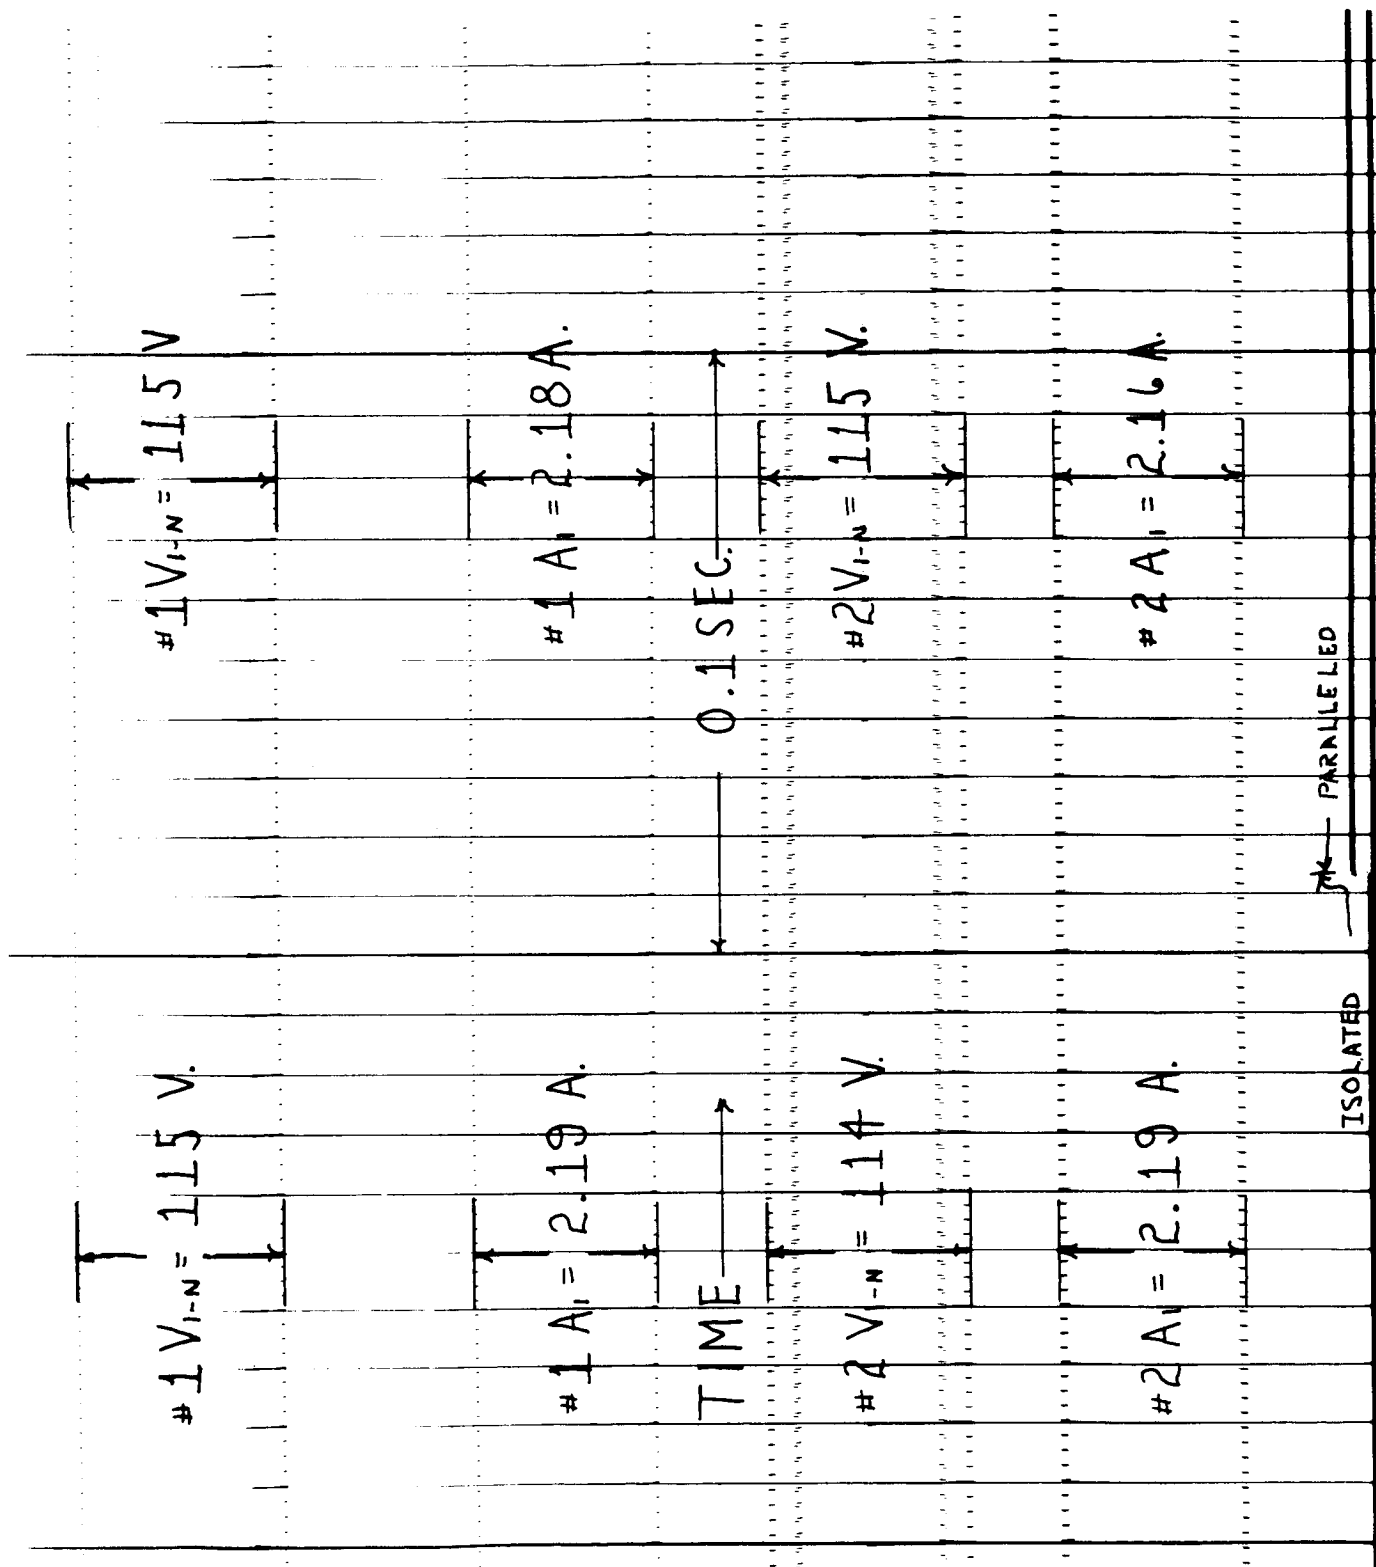 #1 V1-N = 115 V.
#1 V1-N = 115 V
#1 A1 = 2.19 A.
#1 A1 = 2.18 A.
TIME
0.1 SEC.
#2 V1-N = 114 V.
#2 V1-N = 115 V.
#2 A1 = 2.19 A.
#2 A1 = 2.16 A.
ISOLATED
PARALLELED